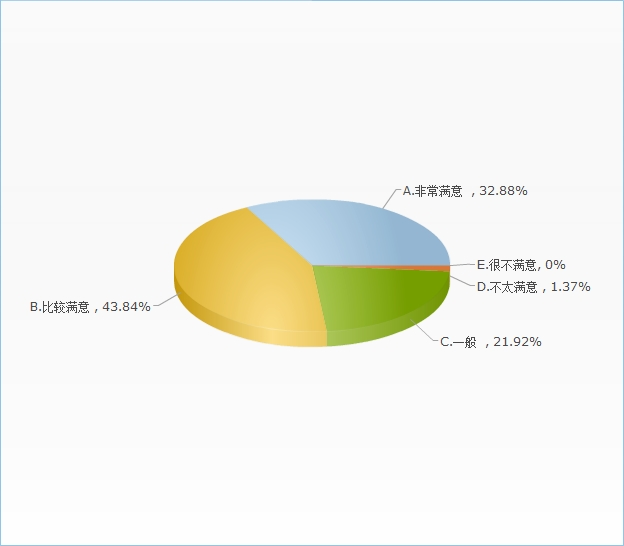 A.非常满意 , 32.88%
E.很不满意, 0%
D.不太满意 , 1.37%
B.比较满意 , 43.84%
C.一般 , 21.92%